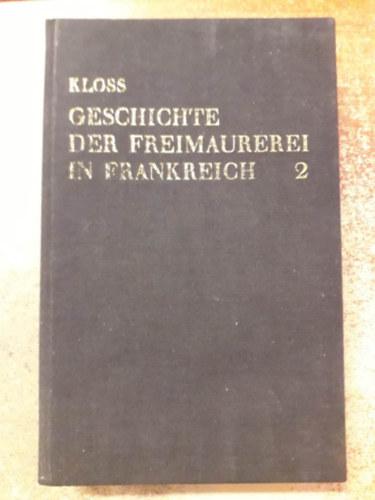 KLOSS
GESCHICHTE
DER FREIMAUREREI
IN FRANKREICH 2